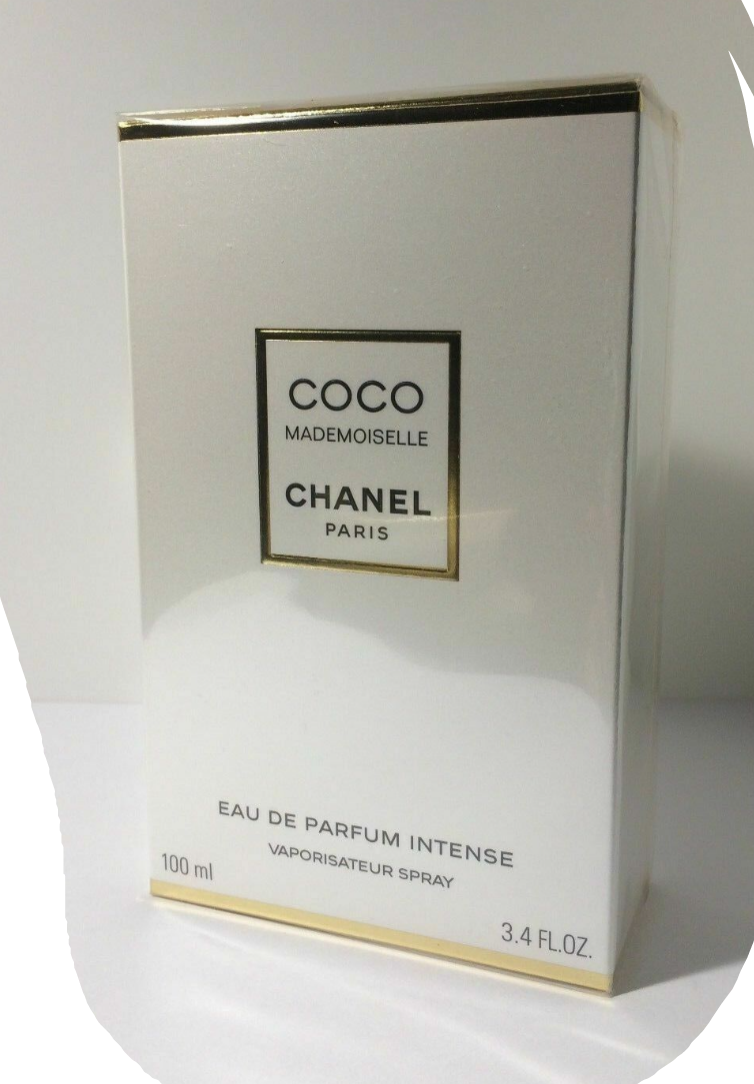 COCO
MADEMOISELLE
CHANEL
PARIS
EAU DE PARFUM INTENSE
VAPORISATEUR SPRAY
100 ml
3.4 FL.OZ.